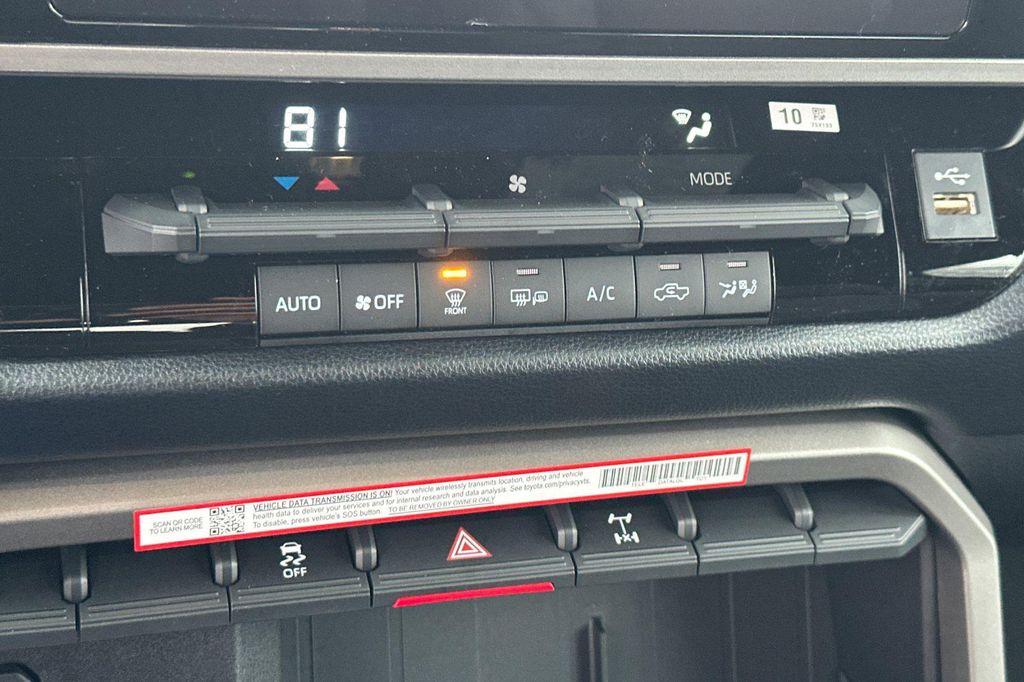 81
10
MODE
AUTO
OFF
FRONT
A/C
SCAN QR CODE
TO LEARN MORE
VEHICLE DATA TRANSMISSION IS ON! Your vehicle wirelessly transmits location, driving and vehicle
health data to deliver your services and for internal research and data analysis. See toyota.com/privacyvts.
To disable, press vehicle's SOS button. TO BE REMOVED BY OWNER ONLY
OFF